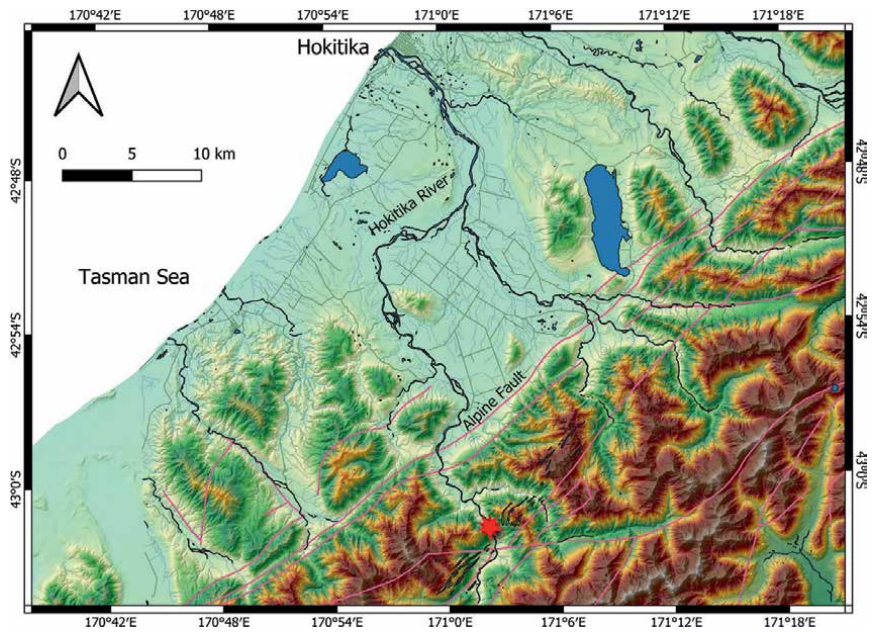 170°42'E 170°48'E 170°54'E 171°0'E 171°6'E 171°12'E 171°18'E
Hokitika
0 5 10 km
42°48'S
42°48'S
Hokitika River
Tasman Sea
42°54'S
42°54'S
Alpine Fault
43°0'S
43°0'S
170°42'E 170°48'E 170°54'E 171°0'E 171°6'E 171°12'E 171°18'E